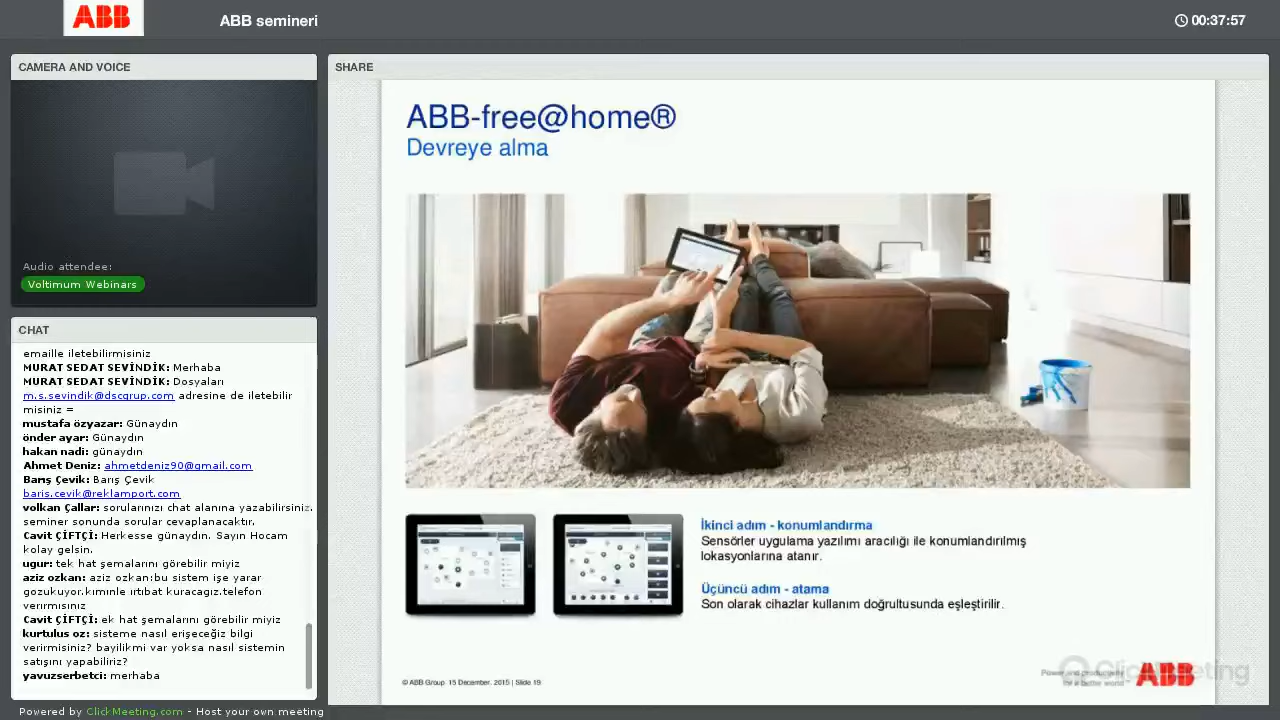 ABB
ABB semineri
00:37:57
CAMERA AND VOICE
Audio attendee:
Voltimum Webinars
CHAT
emaille iletebilirmisiniz
MURAT SEDAT SEVİNDİK: Merhaba
MURAT SEDAT SEVİNDİK: Dosyaları
m.s.sevindik@dscgrup.com adresine de iletebilir
misiniz =
mustafa özyazar: Günaydın
önder ayar: Günaydın
hakan nadi: günaydın
Ahmet Deniz: ahmetdeniz90@gmail.com
Barış Çevik: Barış Çevik
baris.cevik@reklamport.com
volkan Çallar: sorularınızı chat alanına yazabilirsiniz.
seminer sonunda sorular cevaplanacaktır.
Cavit ÇİFTÇİ: Herkesse günaydın. Sayın Hocam
kolay gelsin.
ugur: tek hat şemalarını görebilir miyiz
aziz ozkan: aziz ozkan:bu sistem işe yarar
gozukuyor.kiminle irtibat kuracagız.telefon
verirmisiniz
Cavit ÇİFTÇİ: ek hat şemalarını görebilir miyiz
kurtulus oz: sisteme nasıl erişeceğiz bilgi
verirmisiniz? bayilikmi var yoksa nasıl sistemin
satışını yapabiliriz?
yavuzserbetci: merhaba
Powered by ClickMeeting.com - Host your own meeting
SHARE
ABB-free@home®
Devreye alma
İkinci adım - konumlandırma
Sensörler uygulama yazılımı aracılığı ile konumlandırılmış
lokasyonlarına atanır.
Üçüncü adım - atama
Son olarak cihazlar kullanım doğrultusunda eşleştirilir.
© ABB Group 15 December, 2015 | Slide 19
Power and productivity
for a better world
ABB
ClickMeeting